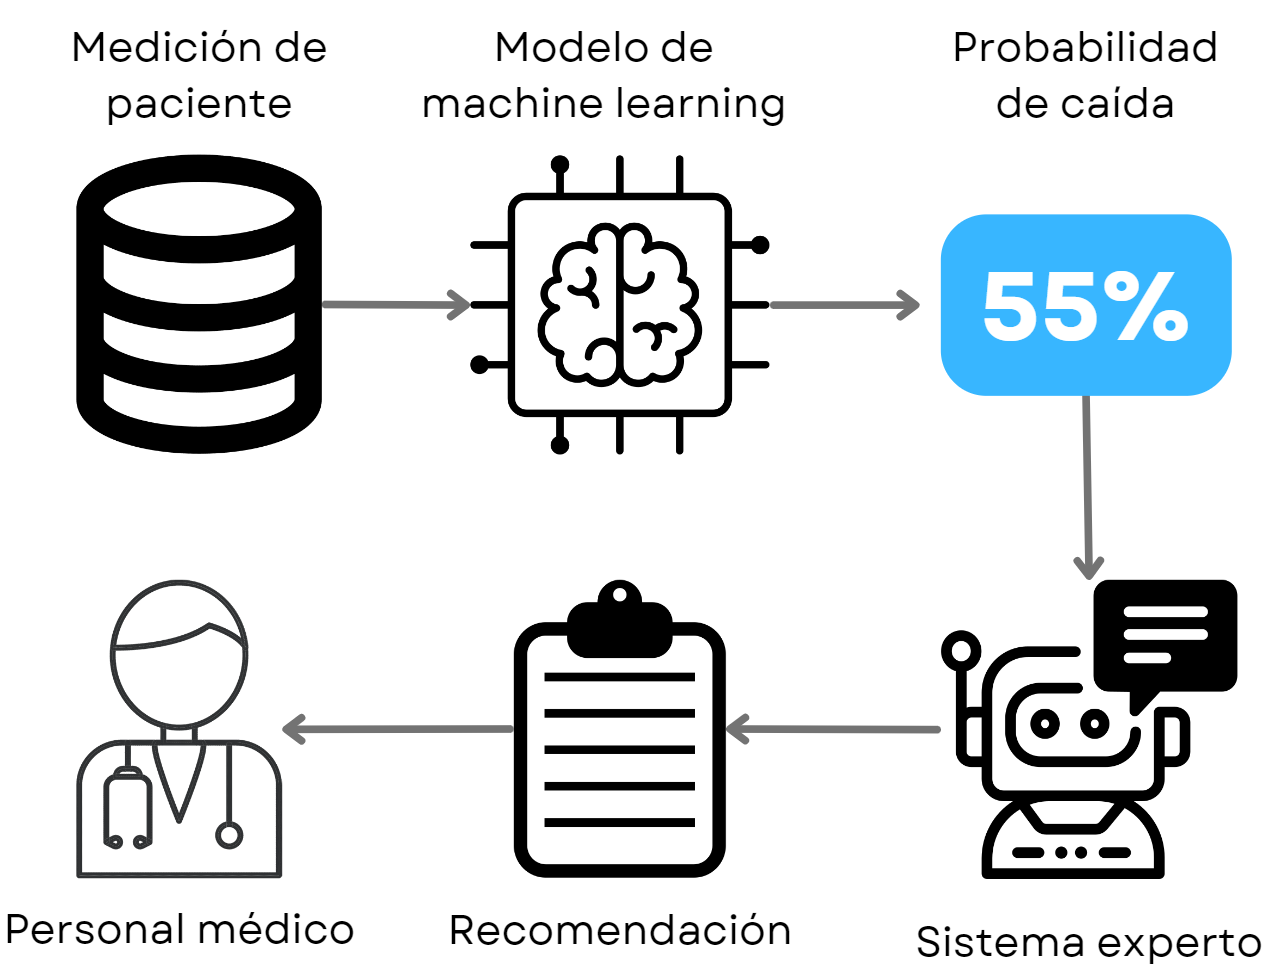 Medición de
paciente
Modelo de
machine learning
Probabilidad
de caída
55%
Personal médico
Recomendación
Sistema experto